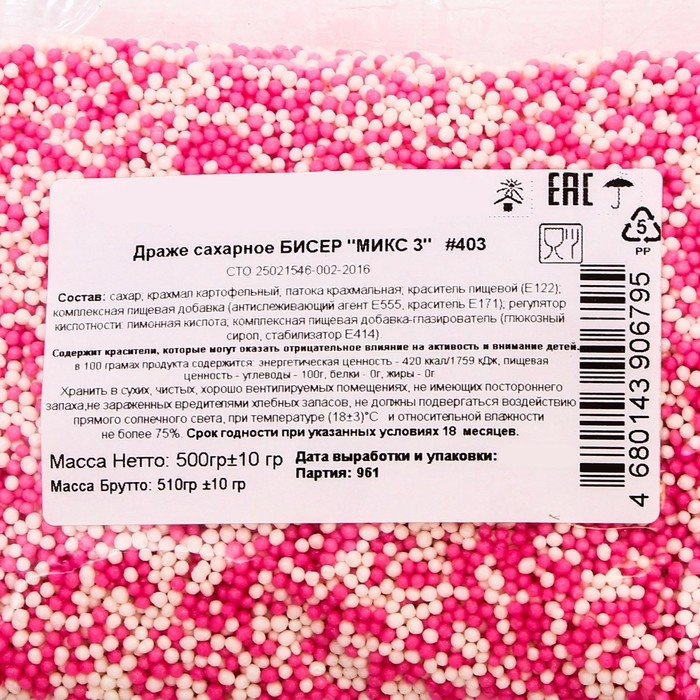 ЕАС
5
PP
Драже сахарное БИСЕР "МИКС 3" #403
СТО 25021546-002-2016
Состав: сахар, крахмал картофельный, патока крахмальная, краситель пищевой (Е122);
комплексная пищевая добавка (антислеживающий агент Е555, краситель Е171); регулятор
кислотности: лимонная кислота; комплексная пищевая добавка-глазирователь (глюкозный
сироп, стабилизатор Е414)
Содержит красители, которые могут оказать отрицательное влияние на активность и внимание детей.
в 100 грамах продукта содержится: энергетическая ценность - 420 ккал/1759 кДж, пищевая
ценность - углеводы - 100г, белки - 0г, жиры - 0г
Хранить в сухих, чистых, хорошо вентилируемых помещениях, не имеющих постороннего
запаха,не зараженных вредителями хлебных запасов, не должны подвергаться воздействию
прямого солнечного света, при температуре (18±3)°С и относительной влажности
не более 75%. Срок годности при указанных условиях 18 месяцев.
Масса Нетто: 500гр±10 гр
Масса Брутто: 510гр ±10 гр
Дата выработки и упаковки:
Партия: 961
4 680143 906795